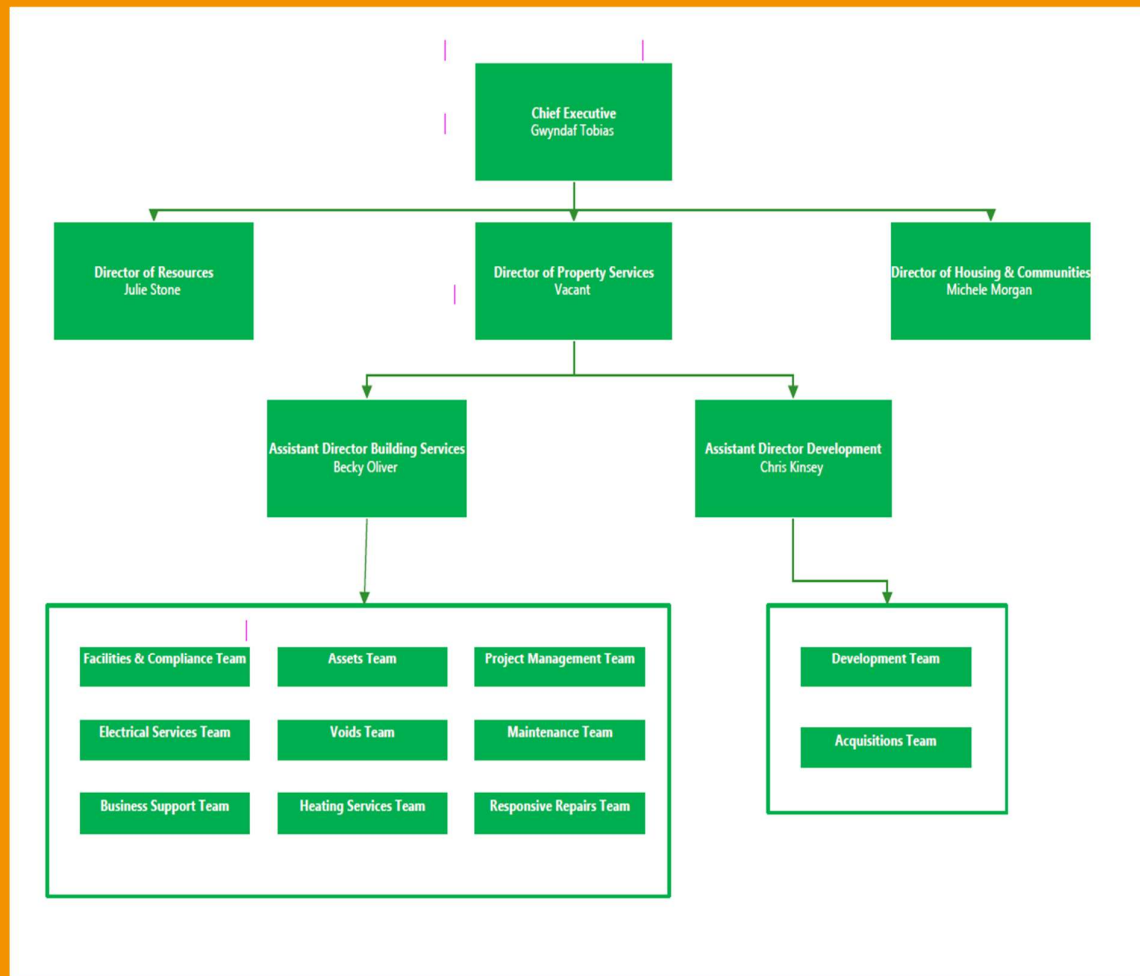 Chief Executive
Gwyndaf Tobias
Director of Resources
Julie Stone
Director of Property Services
Vacant
Director of Housing & Communities
Michele Morgan
Assistant Director Building Services
Becky Oliver
Assistant Director Development
Chris Kinsey
Facilities & Compliance Team
Assets Team
Project Management Team
Electrical Services Team
Voids Team
Maintenance Team
Business Support Team
Heating Services Team
Responsive Repairs Team
Development Team
Acquisitions Team